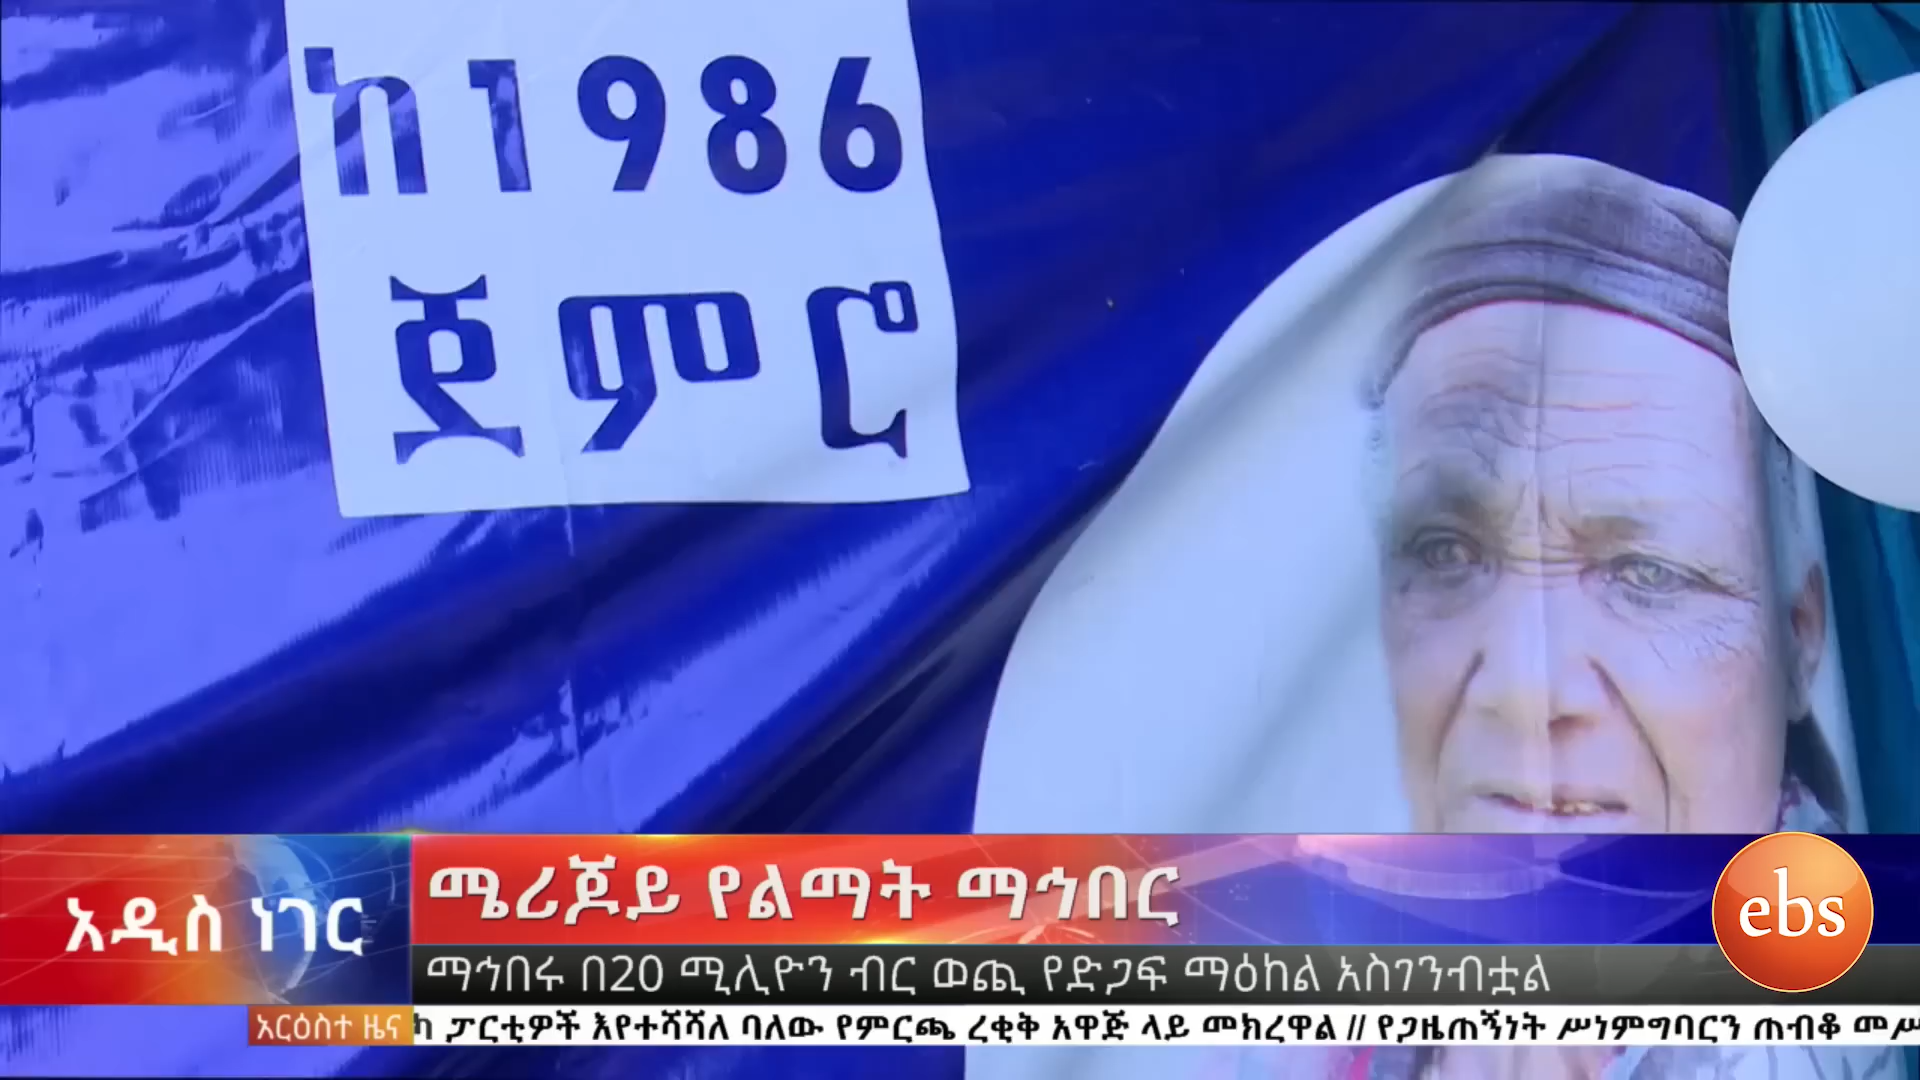 ከ1986
ጀምሮ
አዲስ ነገር
ሜሪጆይ የልማት ማኅበር
ማኅበሩ በ20 ሚሊዮን ብር ወጪ የድጋፍ ማዕከል አስገንብቷል
ebs
አርዕስተ ዜና
ፓርቲዎች እየተሻሻለ ባለው የምርጫ ረቂቅ አዋጅ ላይ መክረዋል // የጋዜጠኝነት ሥነምግባርን ጠብቆ